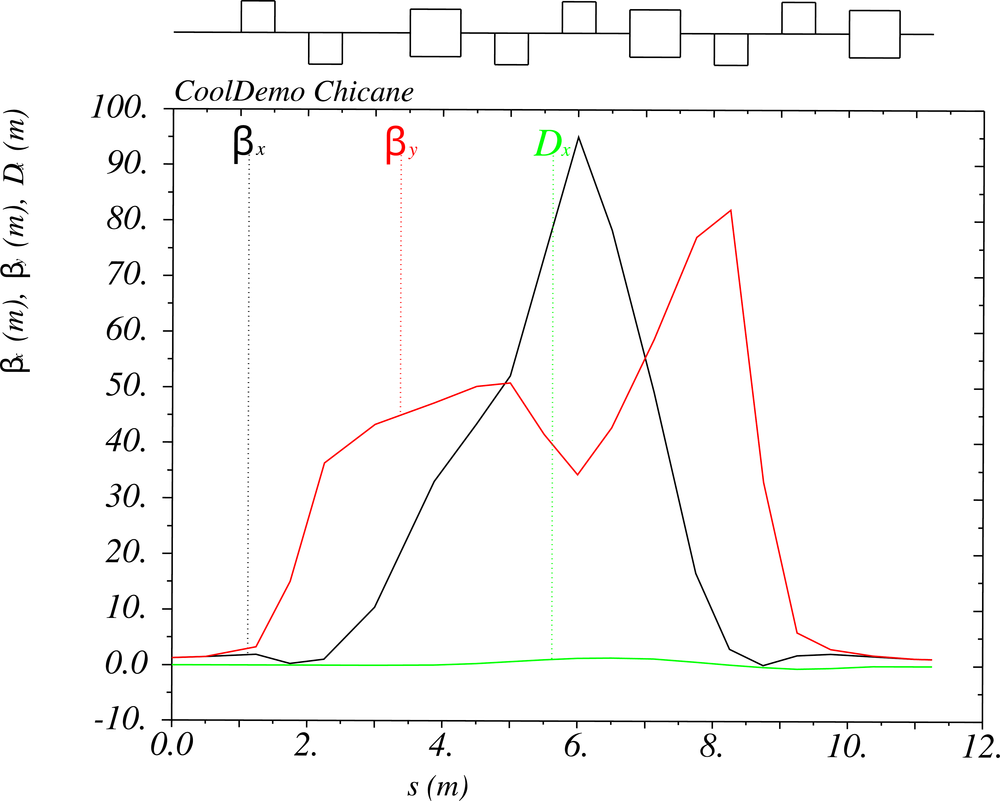 CoolDemo Chicane
βx (m), βy (m), Dx (m)
100.
90.
80.
70.
60.
50.
40.
30.
20.
10.
0.0
-10.
βx
βy
Dx
0.0 2. 4. 6. 8. 10. 12.
s (m)